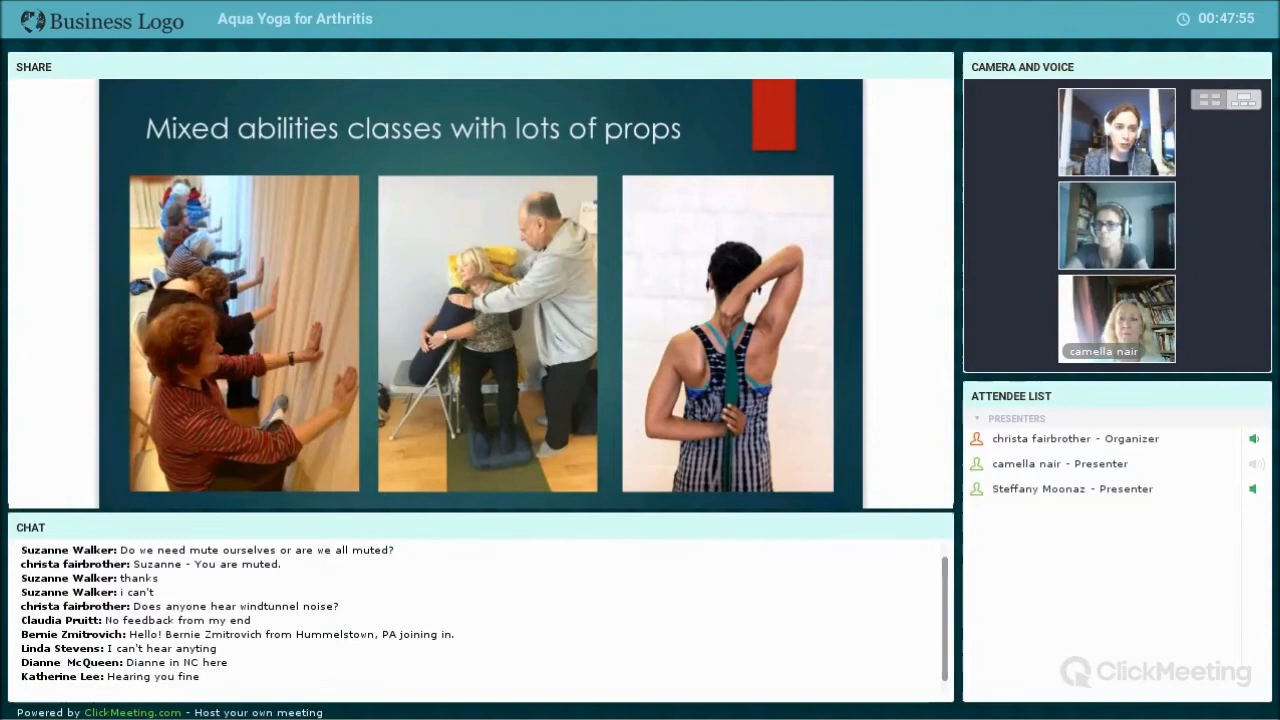 Business Logo
Aqua Yoga for Arthritis
00:47:55
SHARE
Mixed abilities classes with lots of props
CAMERA AND VOICE
camella nair
ATTENDEE LIST
PRESENTERS
christa fairbrother - Organizer
camella nair - Presenter
Steffany Moonaz - Presenter
CHAT
Suzanne Walker: Do we need mute ourselves or are we all muted?
christa fairbrother: Suzanne - You are muted.
Suzanne Walker: thanks
Suzanne Walker: i can't
christa fairbrother: Does anyone hear windtunnel noise?
Claudia Pruitt: No feedback from my end
Bernie Zmitrovich: Hello! Bernie Zmitrovich from Hummelstown, PA joining in.
Linda Stevens: I can't hear anyting
Dianne McQueen: Dianne in NC here
Katherine Lee: Hearing you fine
ClickMeeting
Powered by ClickMeeting.com - Host your own meeting